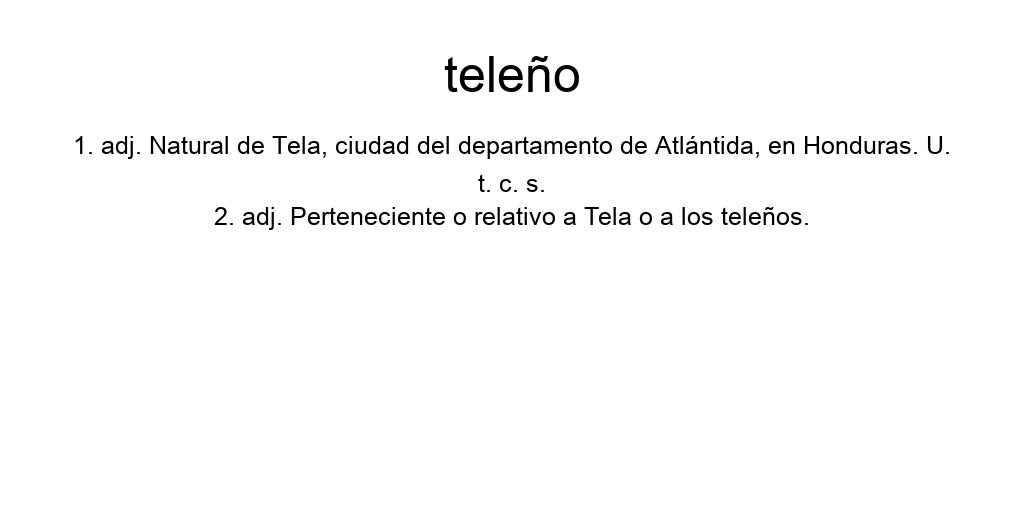 teleño
1. adj. Natural de Tela, ciudad del departamento de Atlántida, en Honduras. U.
t. c. s.
2. adj. Perteneciente o relativo a Tela o a los teleños.